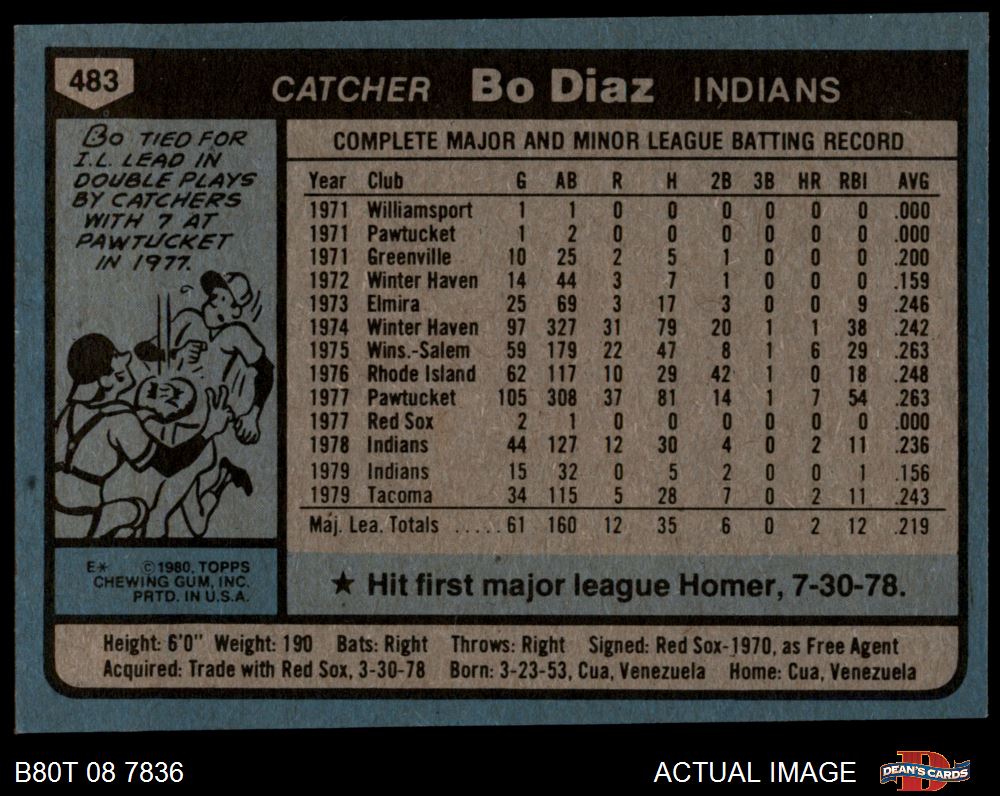 483
CATCHER Bo Diaz INDIANS
Bo TIED FOR
I.L. LEAD IN
DOUBLE PLAYS
BY CATCHERS
WITH 7 AT
PAWTUCKET
IN 1977.
COMPLETE MAJOR AND MINOR LEAGUE BATTING RECORD
Year Club G AB R H 2B 3B HR RBI AVG
1971 Williamsport 1 1 0 0 0 0 0 0 .000
1971 Pawtucket 1 2 0 0 0 0 0 0 .000
1971 Greenville 10 25 2 5 1 0 0 0 .200
1972 Winter Haven 14 44 3 7 1 0 0 0 .159
1973 Elmira 25 69 3 17 3 0 0 9 .246
1974 Winter Haven 97 327 31 79 20 1 1 38 .242
1975 Wins.-Salem 59 179 22 47 8 1 6 29 .263
1976 Rhode Island 62 117 10 29 42 1 0 18 .248
1977 Pawtucket 105 308 37 81 14 1 7 54 .263
1977 Red Sox 2 1 0 0 0 0 0 0 .000
1978 Indians 44 127 12 30 4 0 2 11 .236
1979 Indians 15 32 0 5 2 0 0 1 .156
1979 Tacoma 34 115 5 28 7 0 2 11 .243
Maj. Lea. Totals .....61 160 12 35 6 0 2 12 .219
E* ©1980, TOPPS
CHEWING GUM, INC.
PRTD. IN U.S.A.
★ Hit first major league Homer, 7-30-78.
Height: 6'0" Weight: 190 Bats: Right Throws: Right Signed: Red Sox-1970, as Free Agent
Acquired: Trade with Red Sox, 3-30-78 Born: 3-23-53, Cua, Venezuela Home: Cua, Venezuela
B80T 08 7836
ACTUAL IMAGE
D
DEAN'S CARDS